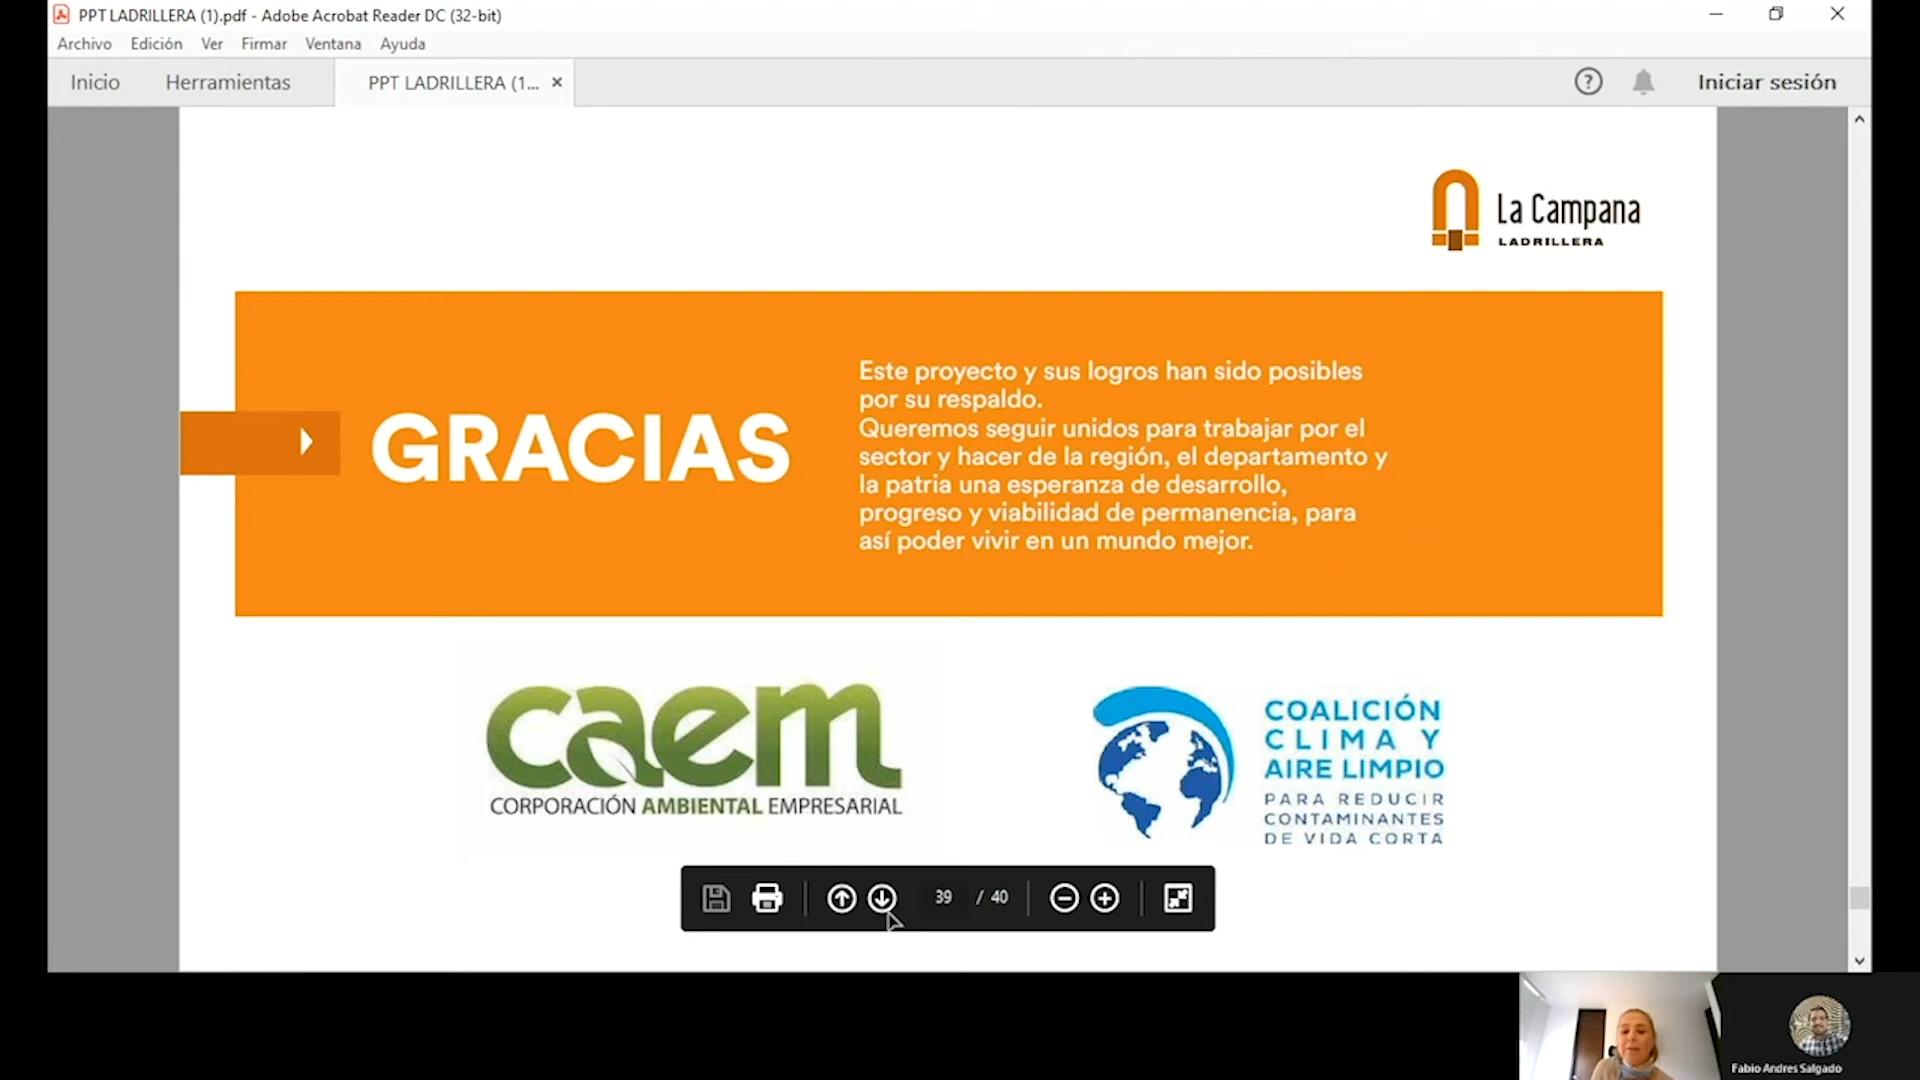 PPT LADRILLERA (1).pdf - Adobe Acrobat Reader DC (32-bit)
Archivo Edición Ver Firmar Ventana Ayuda
Inicio Herramientas PPT LADRILLERA (1... × ? Iniciar sesión
La Campana
LADRILLERA
GRACIAS
Este proyecto y sus logros han sido posibles
por su respaldo.
Queremos seguir unidos para trabajar por el
sector y hacer de la región, el departamento y
la patria una esperanza de desarrollo,
progreso y viabilidad de permanencia, para
así poder vivir en un mundo mejor.
caem
CORPORACIÓN AMBIENTAL EMPRESARIAL
COALICIÓN
CLIMA Y
AIRE LIMPIO
PARA REDUCIR
CONTAMINANTES
DE VIDA CORTA
39 / 40
Fabio Andres Salgado